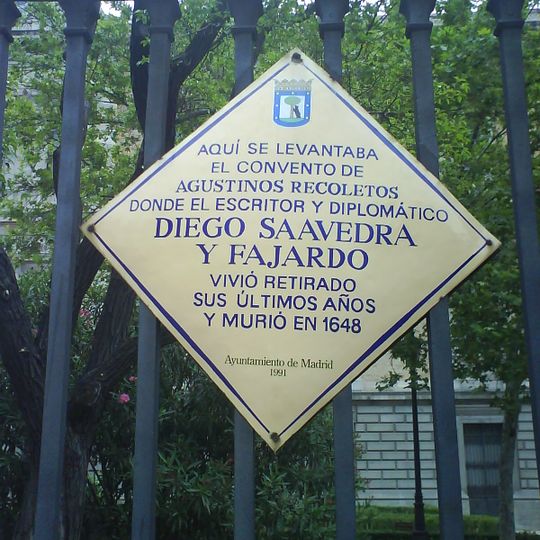 AQUÍ SE LEVANTABA
EL CONVENTO DE
AGUSTINOS RECOLETOS
DONDE EL ESCRITOR Y DIPLOMÁTICO
DIEGO SAAVEDRA
Y FAJARDO
VIVIÓ RETIRADO
SUS ÚLTIMOS AÑOS
Y MURIÓ EN 1648
Ayuntamiento de Madrid
1991